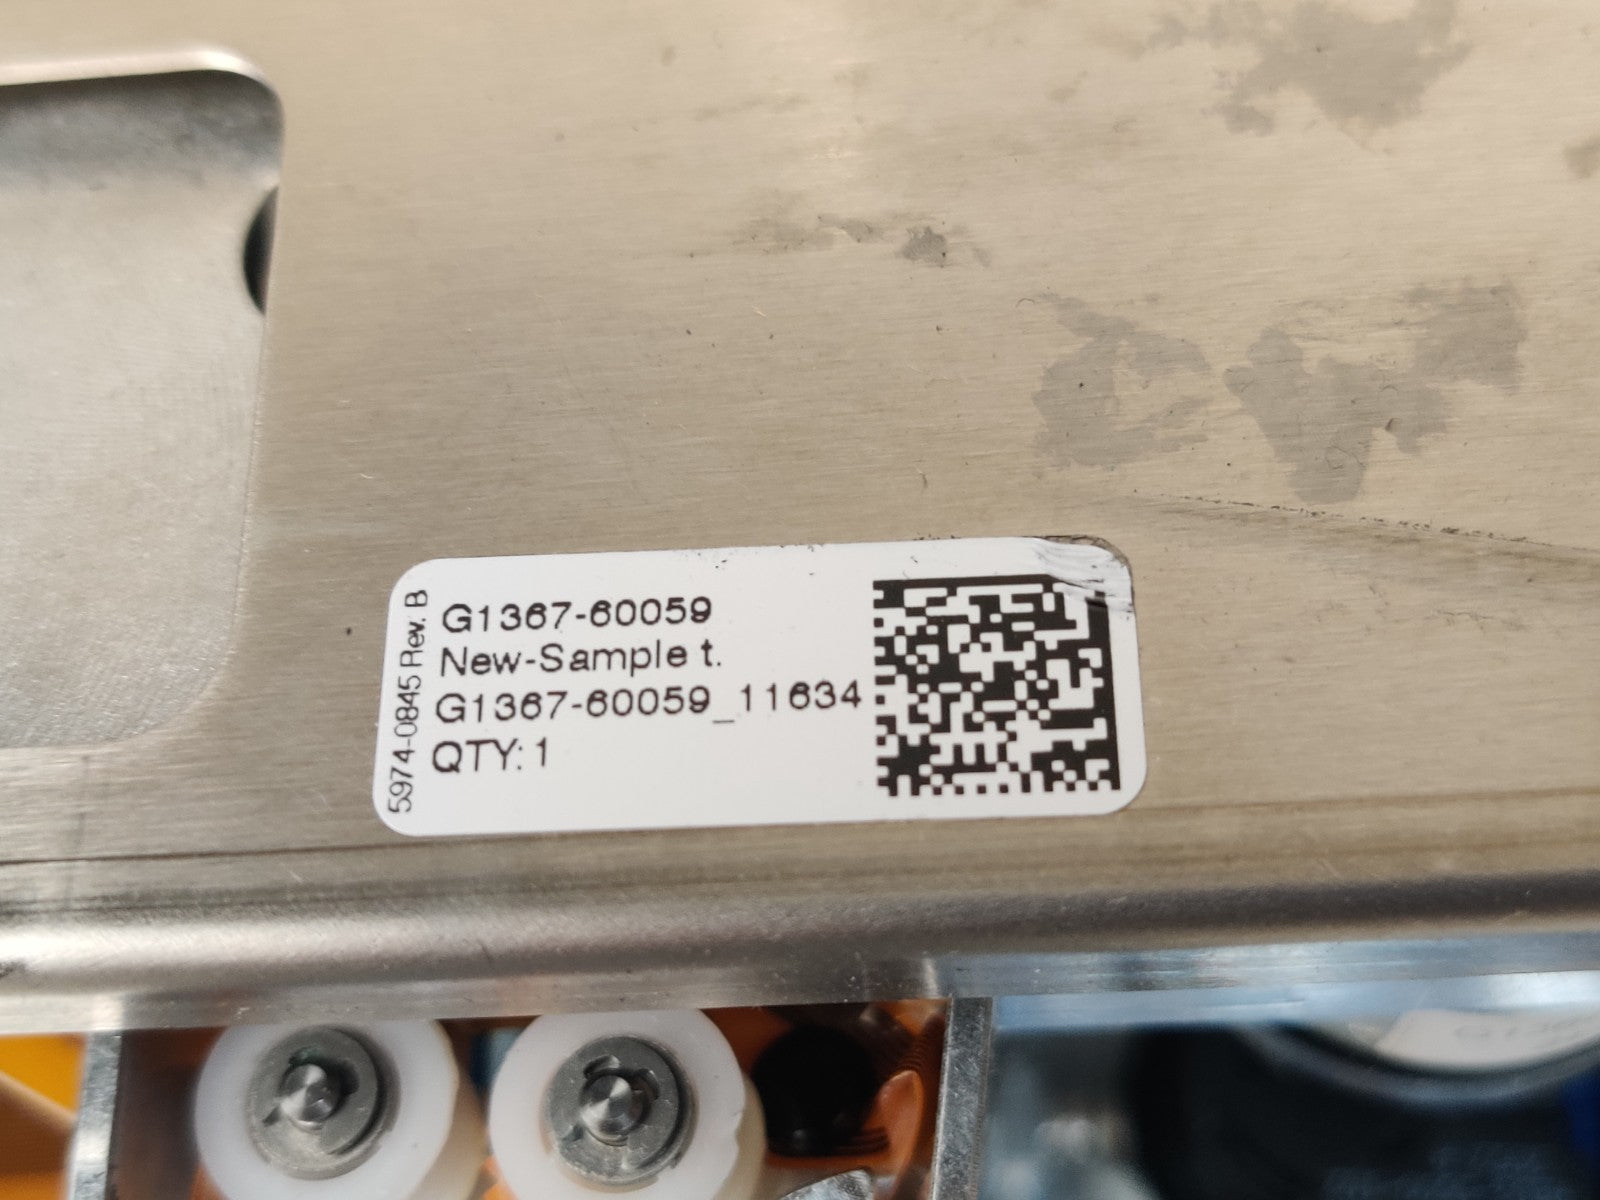 G1367-60059
New-Sample t.
G1367-60059_11634
QTY: 1
5974-0845 Rev. B